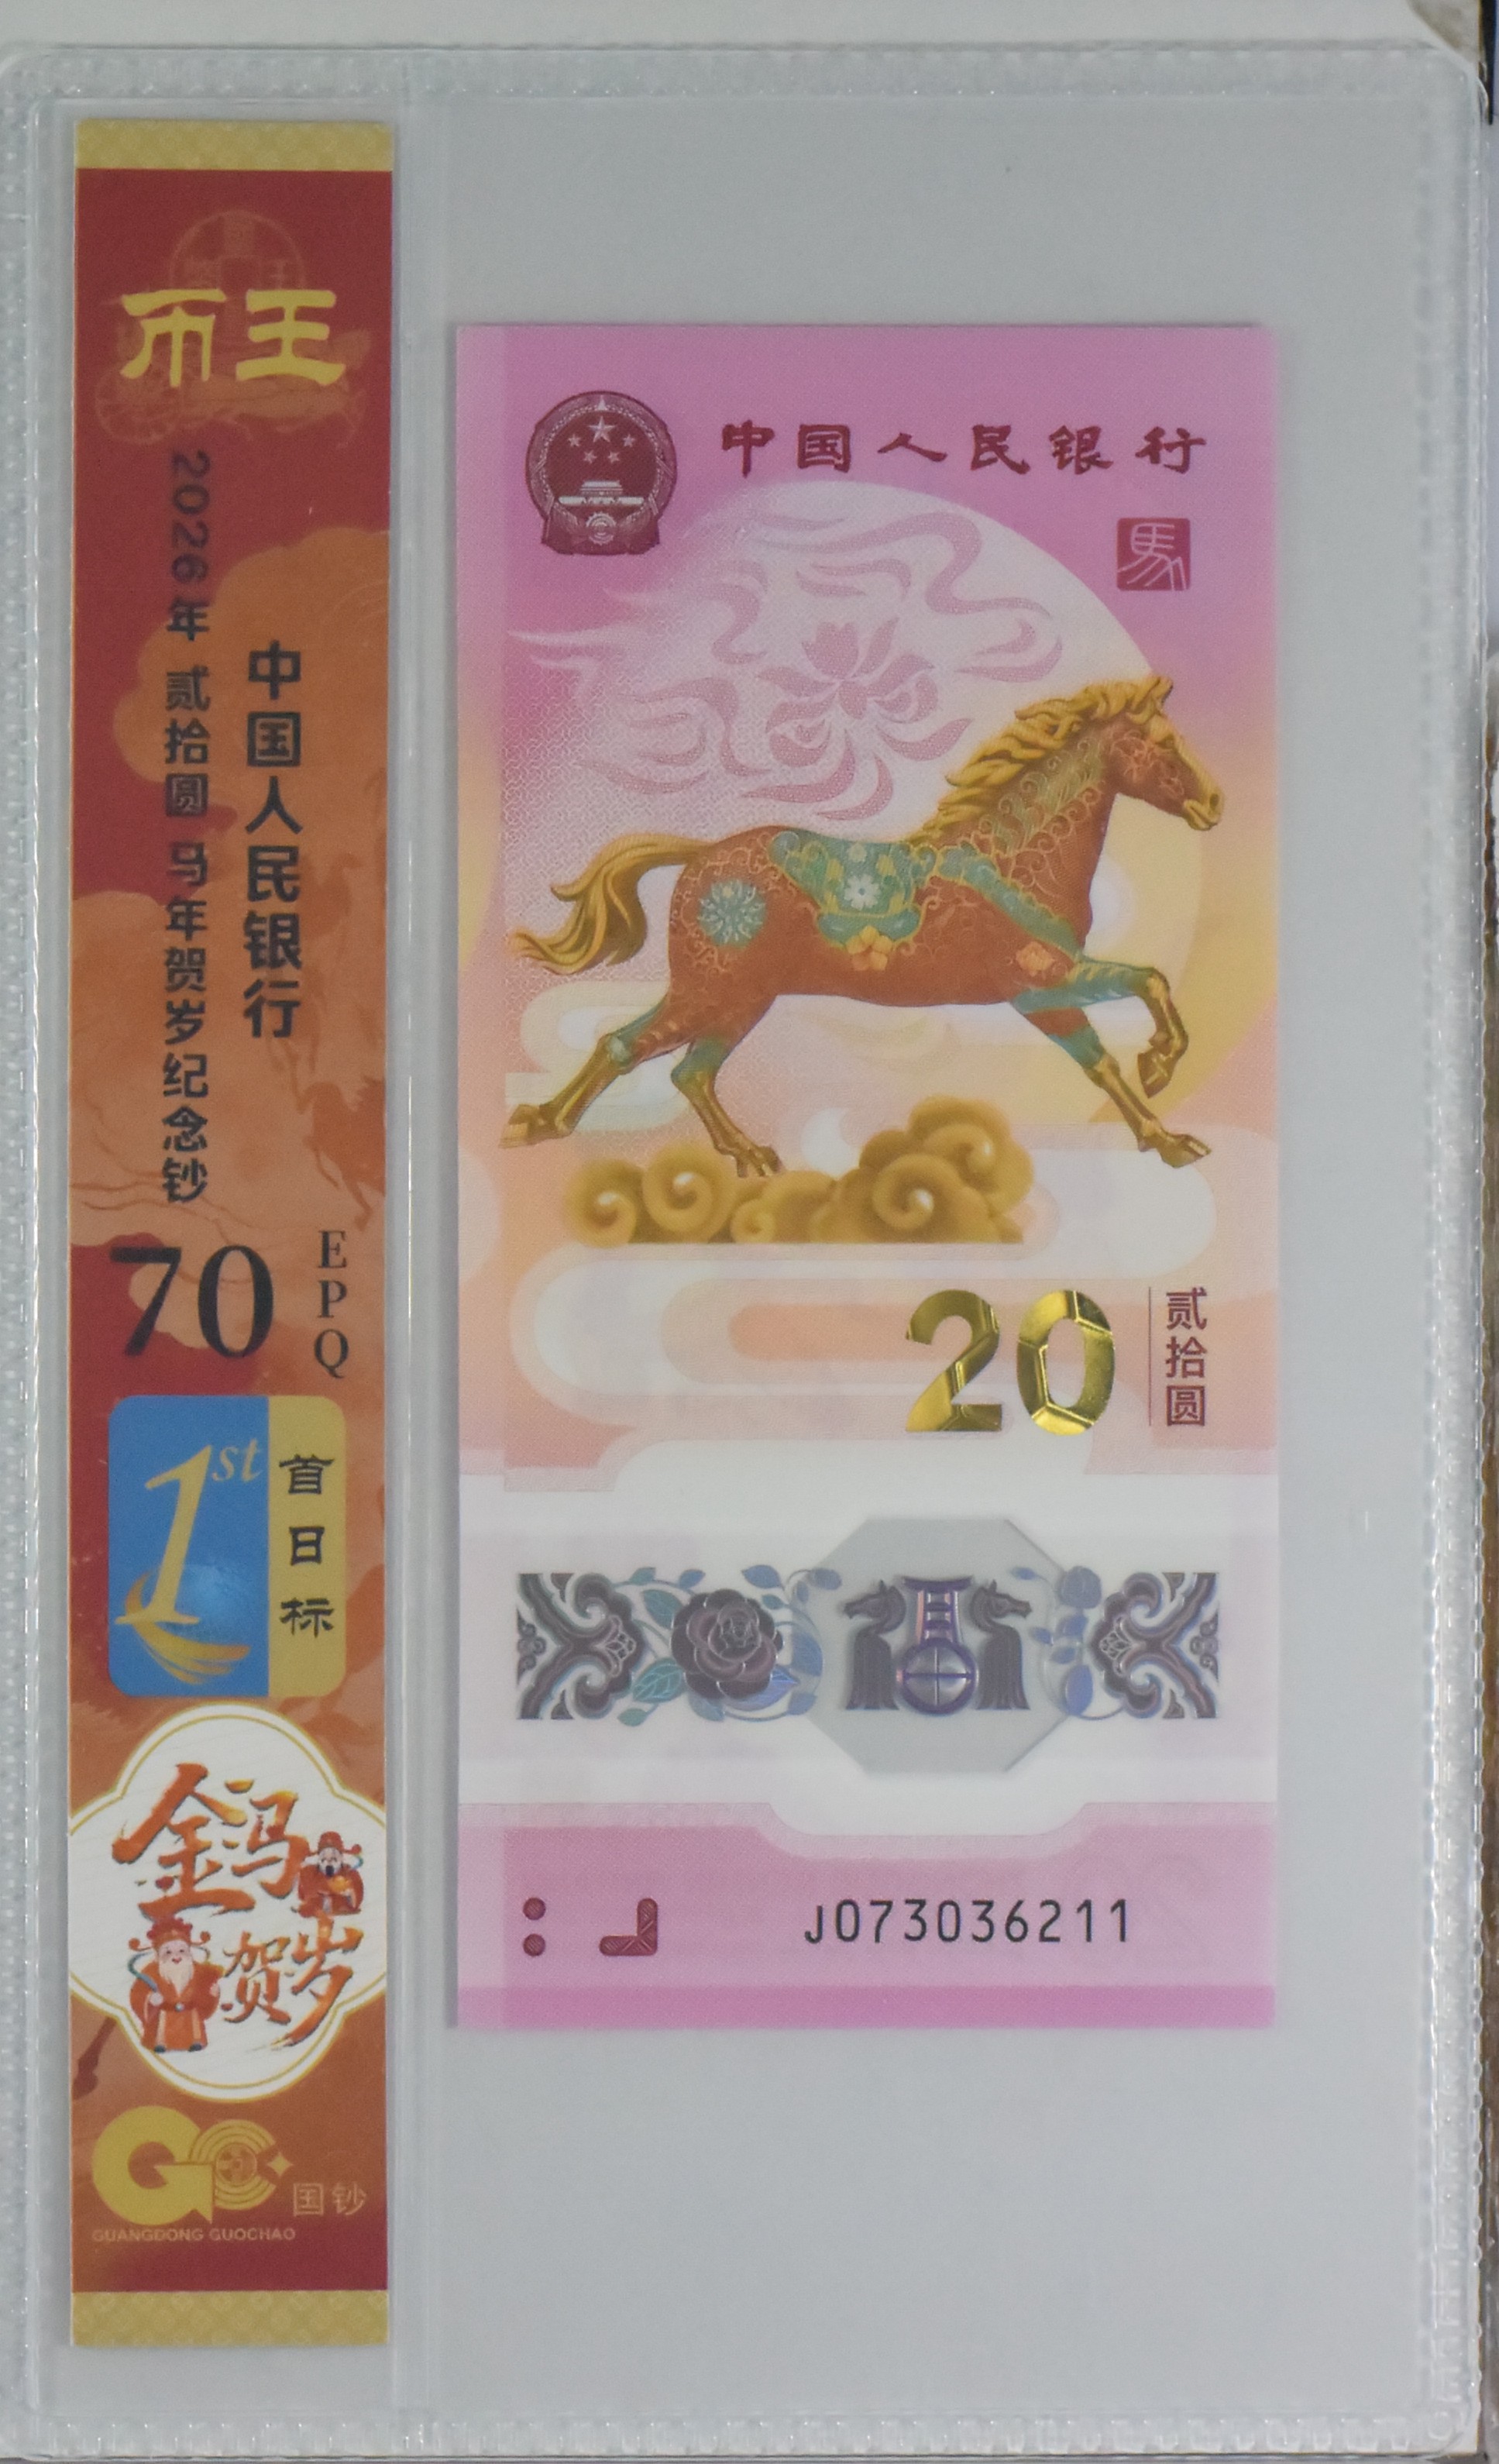 币王
中国人民银行
2026年 贰拾圆 马年贺岁纪念钞
70
EPQ
1st
首日标
金马
贺岁
GC
国钞
GUANGDONG GUOCHAO
中国人民银行
馬
20
贰拾圆
J073036211